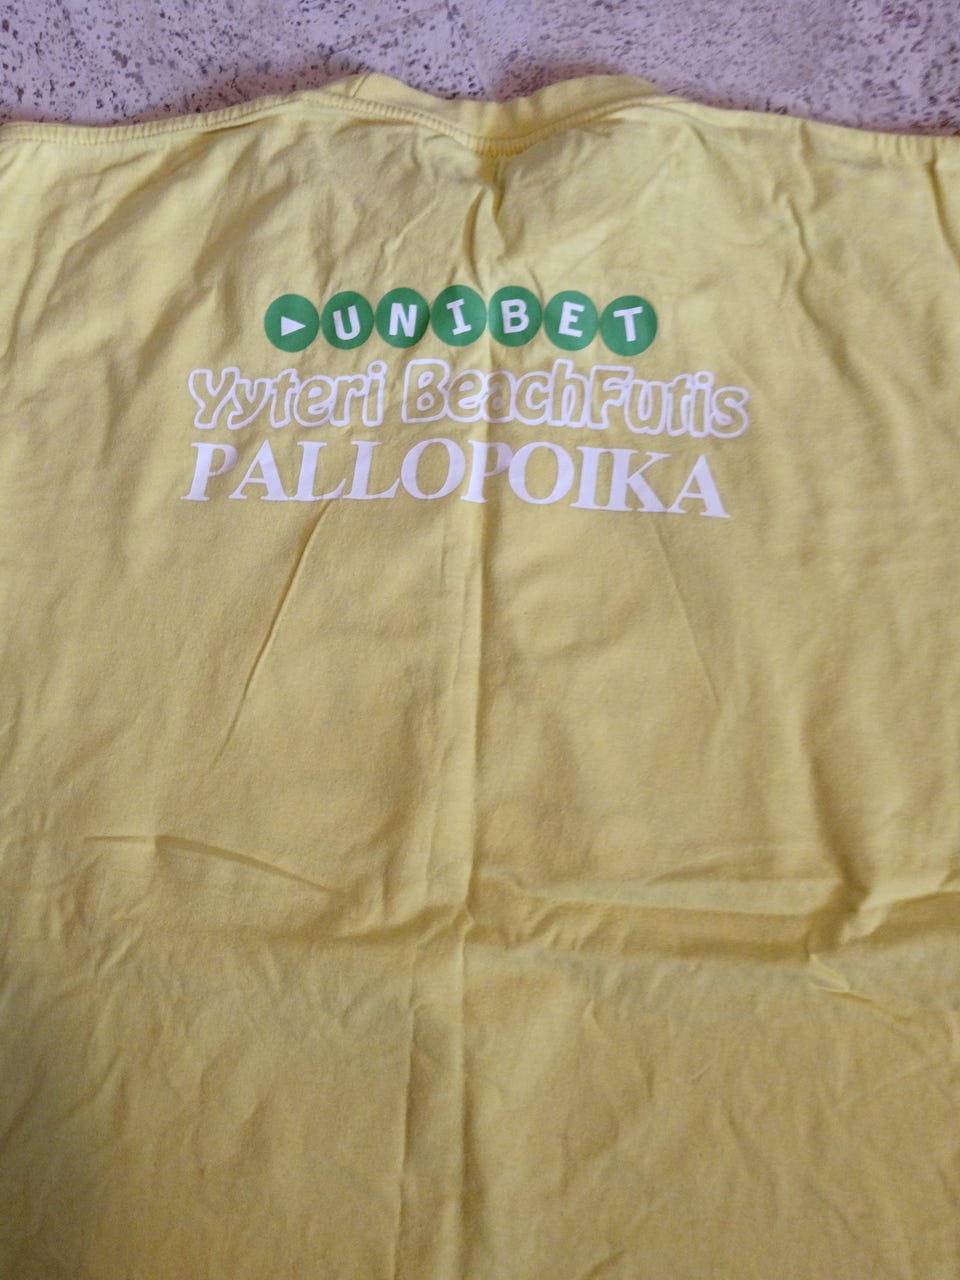 UNIBET
Yyteri BeachFutis
PALLOPOIKA